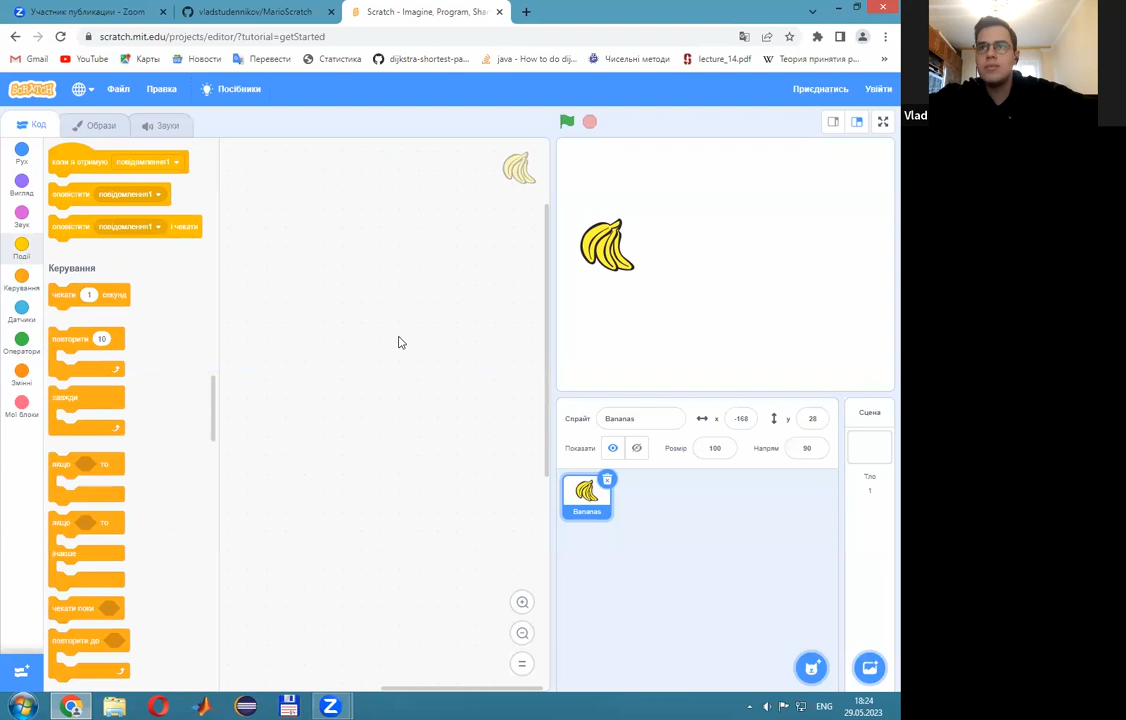 Участник публикации - Zoom
vladstudennikov/MarioScratch
Scratch - Imagine, Program, Sha
scratch.mit.edu/projects/editor/?tutorial=getStarted
Gmail
YouTube
Карты
Новости
Перевести
Статистика
dijkstra-shortest-pa...
java - How to do dij...
Чисельні методи
lecture_14.pdf
Теория принятия р...
»
SCRATCH
Файл
Правка
Посібники
Приєднатись
Увійти
Vlad
Код
Образи
Звуки
Рух
Вигляд
Звук
Події
Керування
Датчики
Оператори
Змінні
Мої блоки
коли я отримую повідомлення1
оповістити повідомлення1
оповістити повідомлення1 і чекати
Керування
чекати 1 секунд
повторити 10
завжди
якщо то
якщо то
інакше
чекати поки
повторити до
Спрайт Bananas x -168 y 28
Показати Розмір 100 Напрям 90
Bananas
Сцена
Тло
1
ENG
18:24
29.05.2023